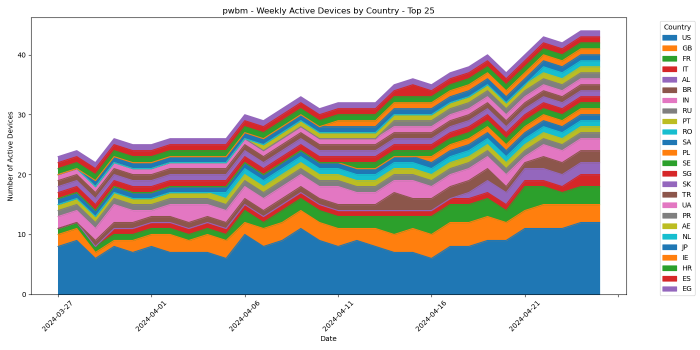 pwbm - Weekly Active Devices by Country - Top 25
Number of Active Devices
40
30
20
10
0
2024-03-27
2024-04-01
2024-04-06
2024-04-11
2024-04-16
2024-04-21
Date
Country
US
GB
FR
IT
AL
BR
IN
RU
PT
RO
SA
PL
SE
SG
SK
TR
UA
PR
AE
NL
JP
IE
HR
ES
EG